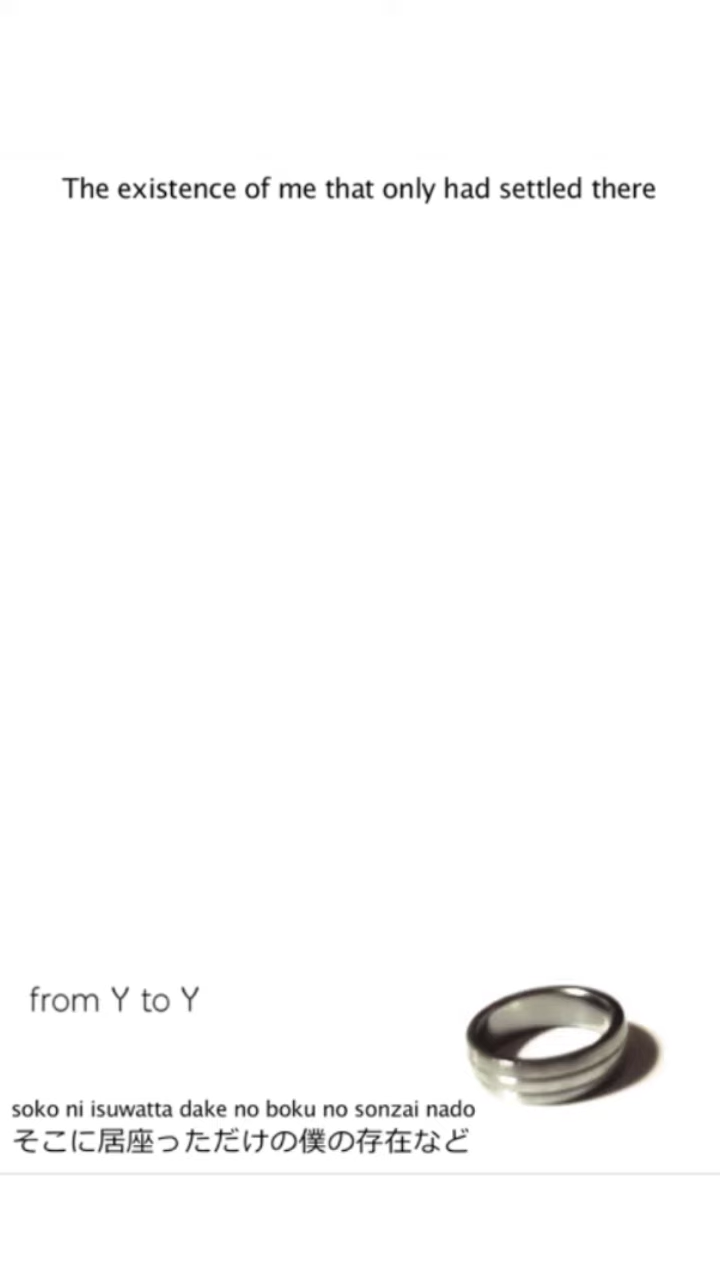 The existence of me that only had settled there
from Y to Y
soko ni isuwatta dake no boku no sonzai nado
そこに居座っただけの僕の存在など